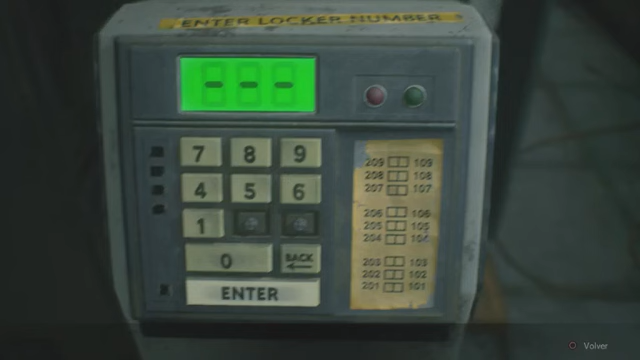 ENTER LOCKER NUMBER
- - -
7 8 9
4 5 6
1
0 BACK
←
ENTER
209 109
208 108
207 107
206 106
205 105
204 104
203 103
202 102
201 101
Volver